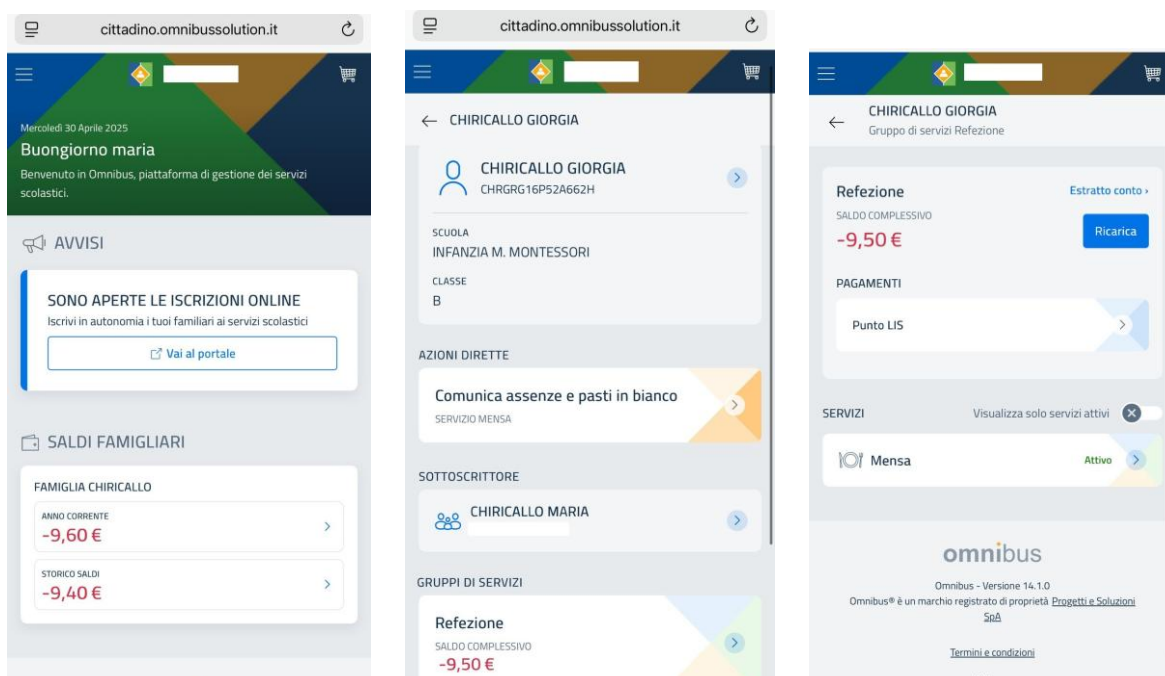 cittadino.omnibussolution.it
Mercoledì 30 Aprile 2025
Buongiorno maria
Benvenuto in Omnibus, piattaforma di gestione dei servizi
scolastici.
AVVISI
SONO APERTE LE ISCRIZIONI ONLINE
Iscrivi in autonomia i tuoi familiari ai servizi scolastici
Vai al portale
SALDI FAMIGLIARI
FAMIGLIA CHIRICALLO
ANNO CORRENTE
-9,60 €
STORICO SALDI
-9,40 €
cittadino.omnibussolution.it
CHIRICALLO GIORGIA
CHIRICALLO GIORGIA
CHRGRG16P52A662H
SCUOLA
INFANZIA M. MONTESSORI
CLASSE
B
AZIONI DIRETTE
Comunica assenze e pasti in bianco
SERVIZIO MENSA
SOTTOSCRITTORE
CHIRICALLO MARIA
GRUPPI DI SERVIZI
Refezione
SALDO COMPLESSIVO
-9,50 €
CHIRICALLO GIORGIA
Gruppo di servizi Refezione
Refezione Estratto conto ›
SALDO COMPLESSIVO
-9,50 € Ricarica
PAGAMENTI
Punto LIS
SERVIZI Visualizza solo servizi attivi
Mensa Attivo
omnibus
Omnibus - Versione 14.1.0
Omnibus® è un marchio registrato di proprietà Progetti e Soluzioni
SpA
Termini e condizioni